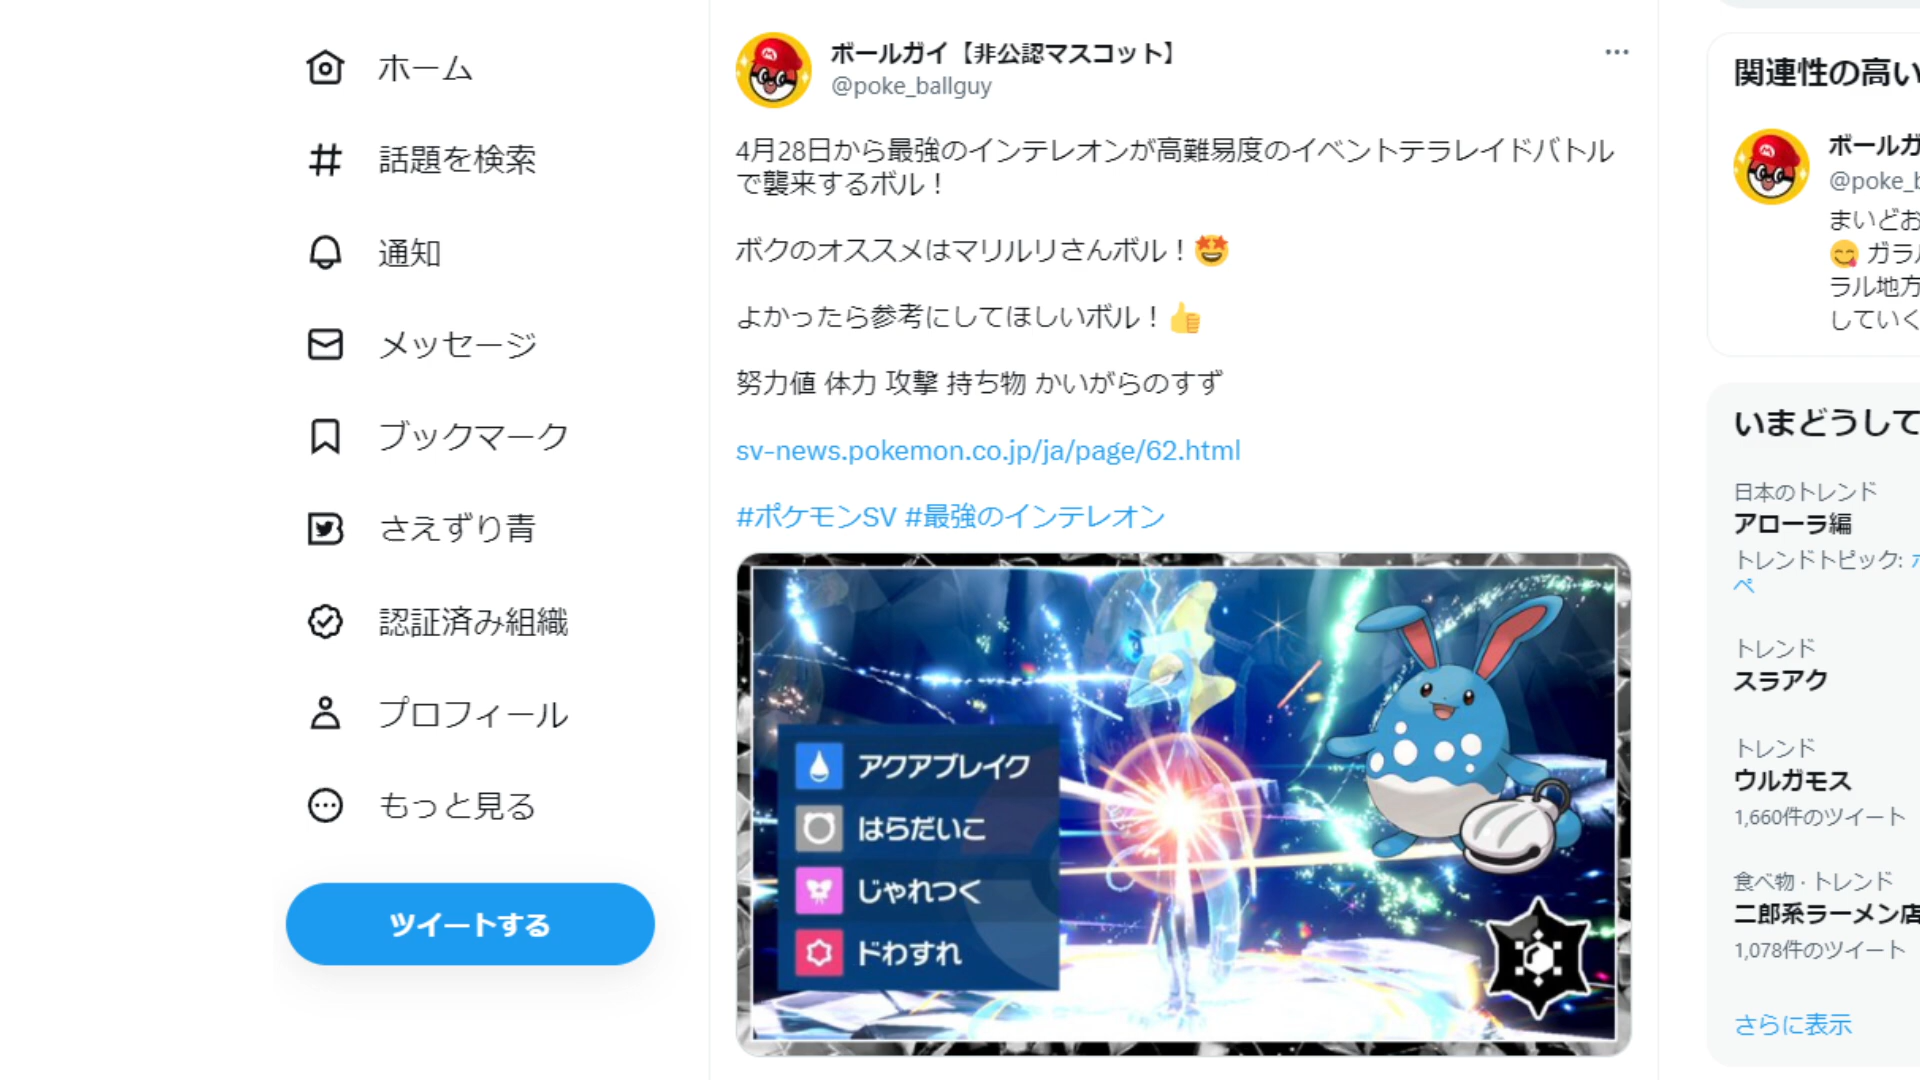 ホーム
話題を検索
通知
メッセージ
ブックマーク
さえずり青
認証済み組織
プロフィール
もっと見る
ツイートする
ボールガイ【非公認マスコット】
@poke_ballguy
4月28日から最強のインテレオンが高難易度のイベントテラレイドバトル
で襲来するボル！
ボクのオススメはマリルリさんボル！🤩
よかったら参考にしてほしいボル！👍
努力値 体力 攻撃 持ち物 かいがらのすず
sv-news.pokemon.co.jp/ja/page/62.html
#ポケモンSV #最強のインテレオン
アクアブレイク
はらだいこ
じゃれつく
ドわすれ
関連性の高い
ボールガ
@poke_b
まいどお
😋 ガラル
ラル地方
していく
いまどうして
日本のトレンド
アローラ編
トレンドトピック:
ペ
トレンド
スラアク
トレンド
ウルガモス
1,660件のツイート
食べ物 · トレンド
二郎系ラーメン店
1,078件のツイート
さらに表示